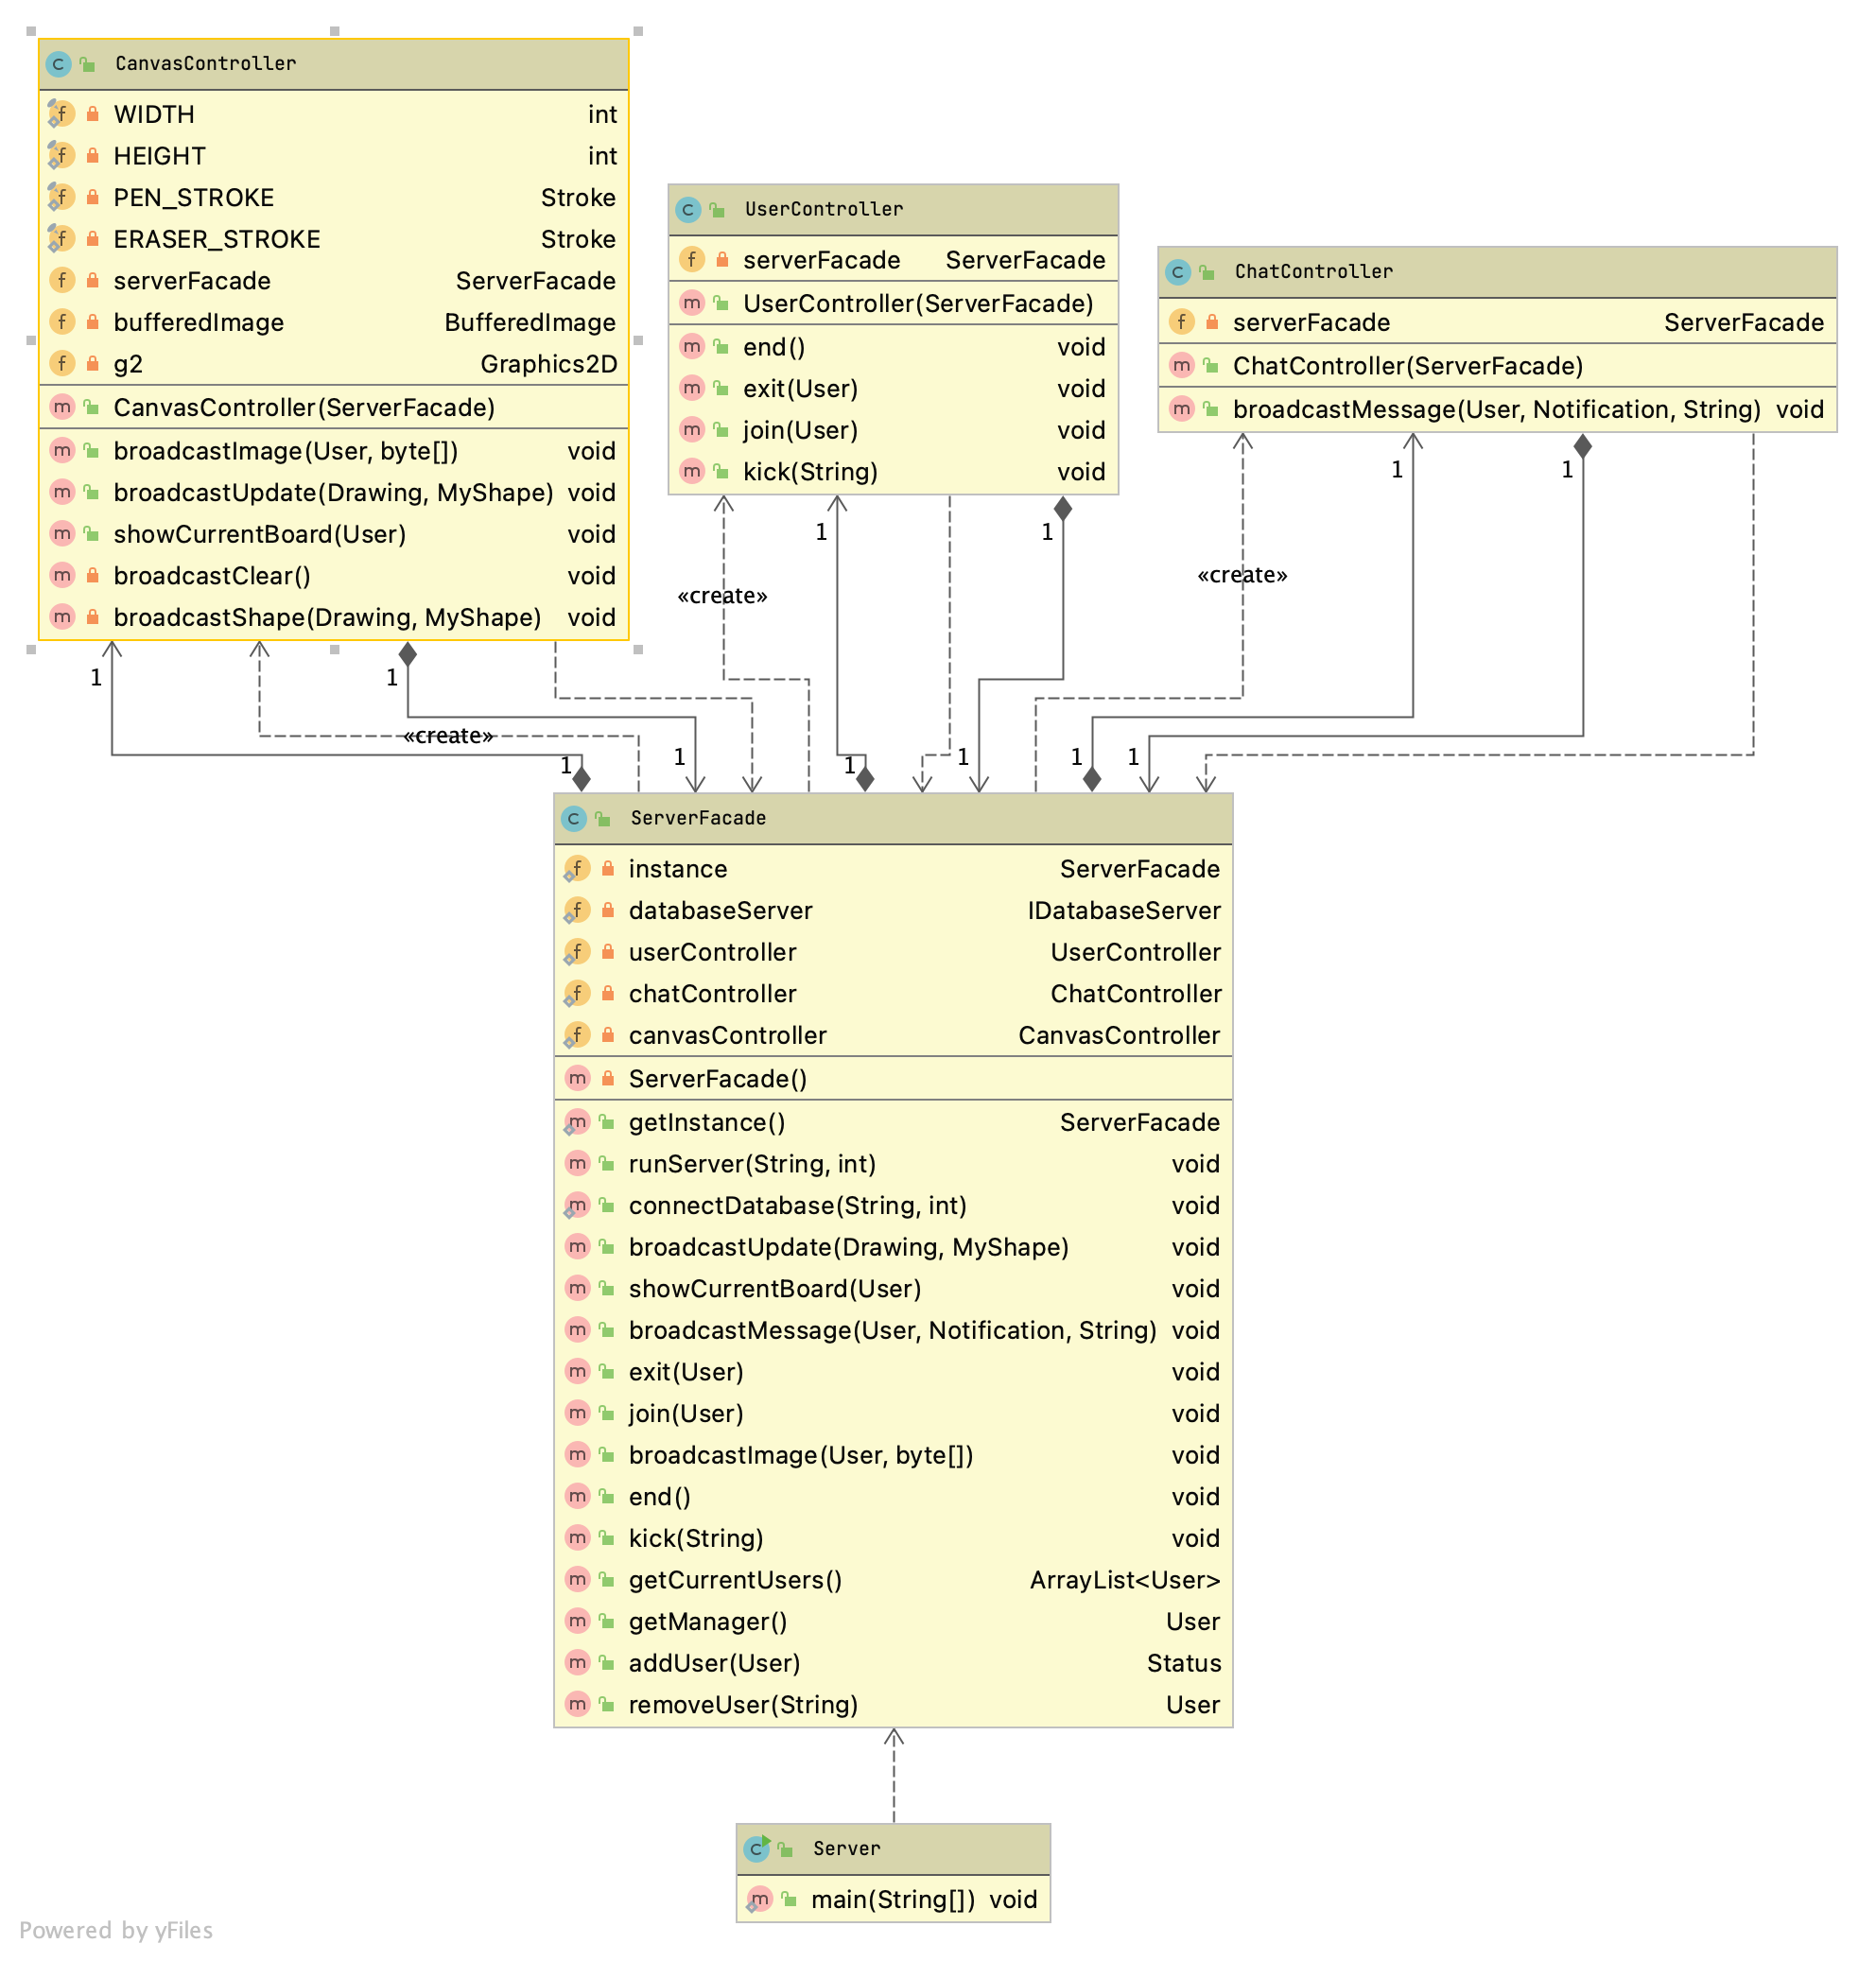 CanvasController
WIDTH int
HEIGHT int
PEN_STROKE Stroke
ERASER_STROKE Stroke
serverFacade ServerFacade
bufferedImage BufferedImage
g2 Graphics2D
CanvasController(ServerFacade)
broadcastImage(User, byte[]) void
broadcastUpdate(Drawing, MyShape) void
showCurrentBoard(User) void
broadcastClear() void
broadcastShape(Drawing, MyShape) void
UserController
serverFacade ServerFacade
UserController(ServerFacade)
end() void
exit(User) void
join(User) void
kick(String) void
ChatController
serverFacade ServerFacade
ChatController(ServerFacade)
broadcastMessage(User, Notification, String) void
1
1
1
1
«create»
«create»
1
1
«create»
1
1
1
1
1
1
ServerFacade
instance ServerFacade
databaseServer IDatabaseServer
userController UserController
chatController ChatController
canvasController CanvasController
ServerFacade()
getInstance() ServerFacade
runServer(String, int) void
connectDatabase(String, int) void
broadcastUpdate(Drawing, MyShape) void
showCurrentBoard(User) void
broadcastMessage(User, Notification, String) void
exit(User) void
join(User) void
broadcastImage(User, byte[]) void
end() void
kick(String) void
getCurrentUsers() ArrayList<User>
getManager() User
addUser(User) Status
removeUser(String) User
Server
main(String[]) void
Powered by yFiles